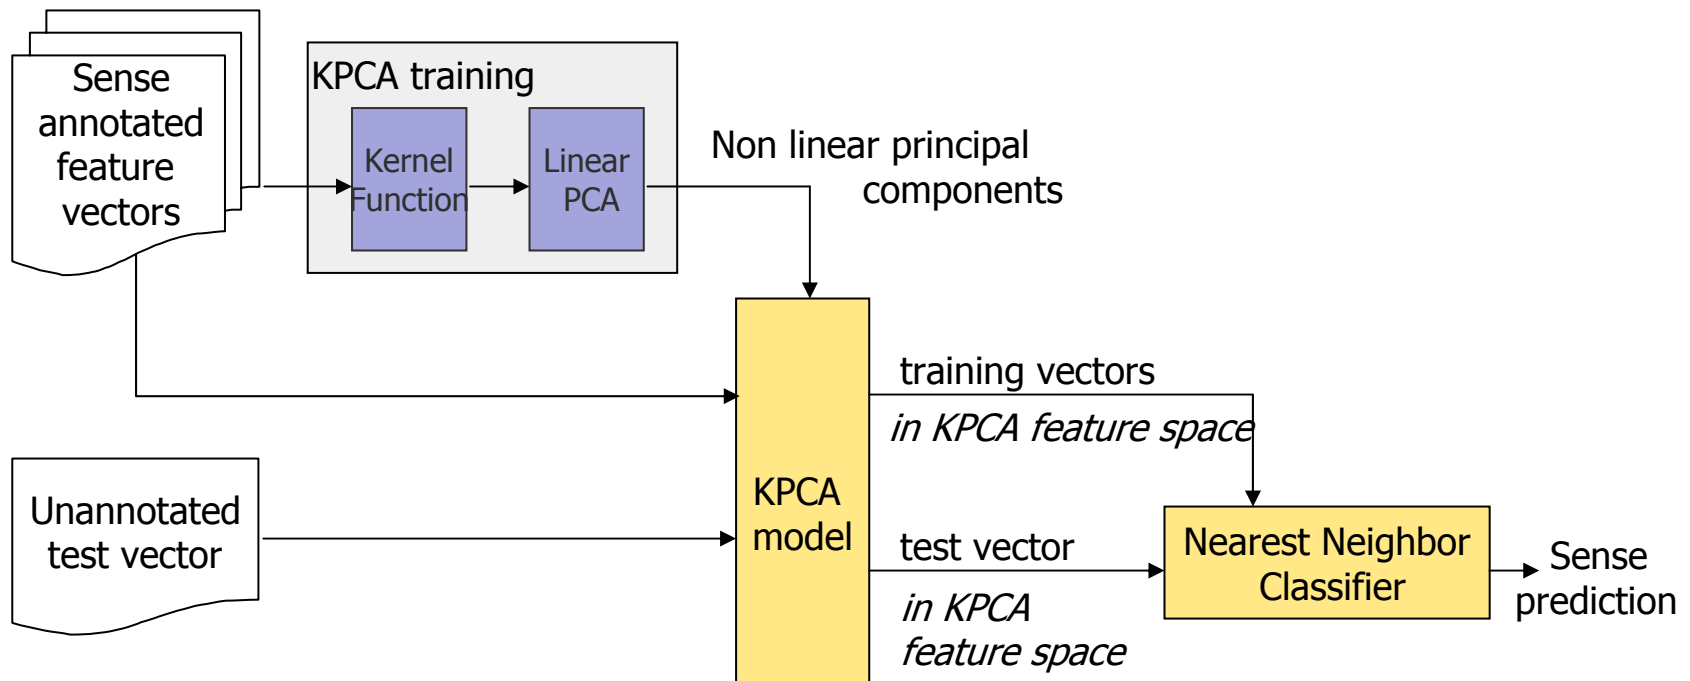 Sense
annotated
feature
vectors
KPCA training
Kernel
Function
Linear
PCA
Non linear principal
components
training vectors
in KPCA feature space
Unannotated
test vector
KPCA
model
test vector
in KPCA
feature space
Nearest Neighbor
Classifier
Sense
prediction